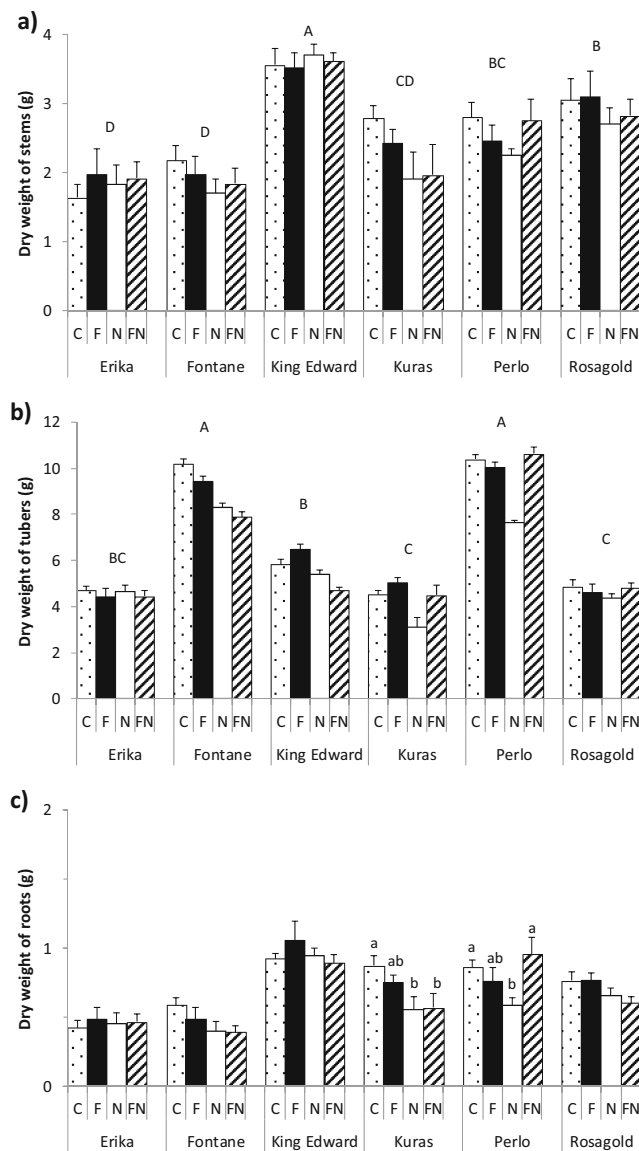 a)
Dry weight of stems (g)
4
3
2
1
0
D
D
A
CD
BC
B
C F N FN C F N FN C F N FN C F N FN C F N FN C F N FN
Erika Fontane King Edward Kuras Perlo Rosagold
b)
Dry weight of tubers (g)
12
10
8
6
4
2
0
BC
A
B
C
A
C
C F N FN C F N FN C F N FN C F N FN C F N FN C F N FN
Erika Fontane King Edward Kuras Perlo Rosagold
c)
Dry weight of roots (g)
2
1
0
a ab b b a ab b a
C F N FN C F N FN C F N FN C F N FN C F N FN C F N FN
Erika Fontane King Edward Kuras Perlo Rosagold